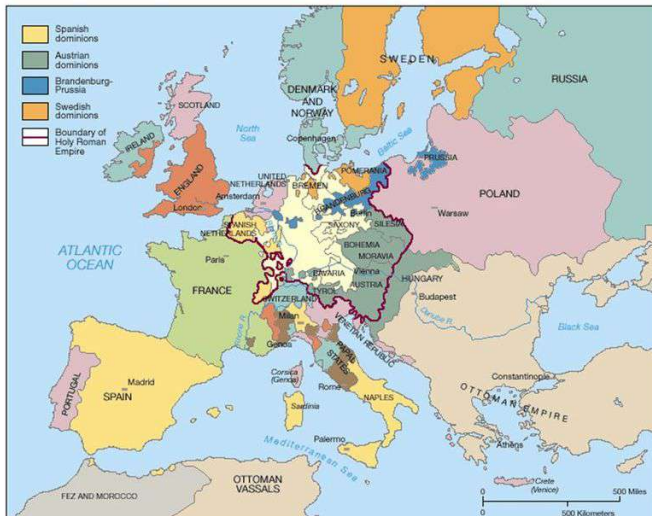 Spanish
dominions
Austrian
dominions
Brandenburg-
Prussia
Swedish
dominions
Boundary of
Holy Roman
Empire
SWEDEN
RUSSIA
DENMARK
AND
NORWAY
SCOTLAND
North
Sea
Copenhagen
Baltic Sea
IRELAND
PRUSSIA
ENGLAND
UNITED
NETHERLANDS
Amsterdam
BREMEN
POMERANIA
BRANDENBURG
Berlin
POLAND
London
Warsaw
SAXONY
SILESIA
SPANISH
NETHERLANDS
BOHEMIA
MORAVIA
ATLANTIC
OCEAN
Paris
Vienna
BAVARIA
AUSTRIA
HUNGARY
FRANCE
TYROL
SWITZERLAND
Budapest
Milan
VENETIAN REPUBLIC
Danube R.
Black Sea
Rhone R.
Genoa
PAPAL
STATES
Corsica
(Genoa)
Rome
Constantinople
PORTUGAL
Madrid
SPAIN
NAPLES
OTTOMAN EMPIRE
Sardinia
Mediterranean Sea
Palermo
Athens
OTTOMAN
VASSALS
Crete
(Venice)
FEZ AND MOROCCO
0
500 Miles
0
500 Kilometers